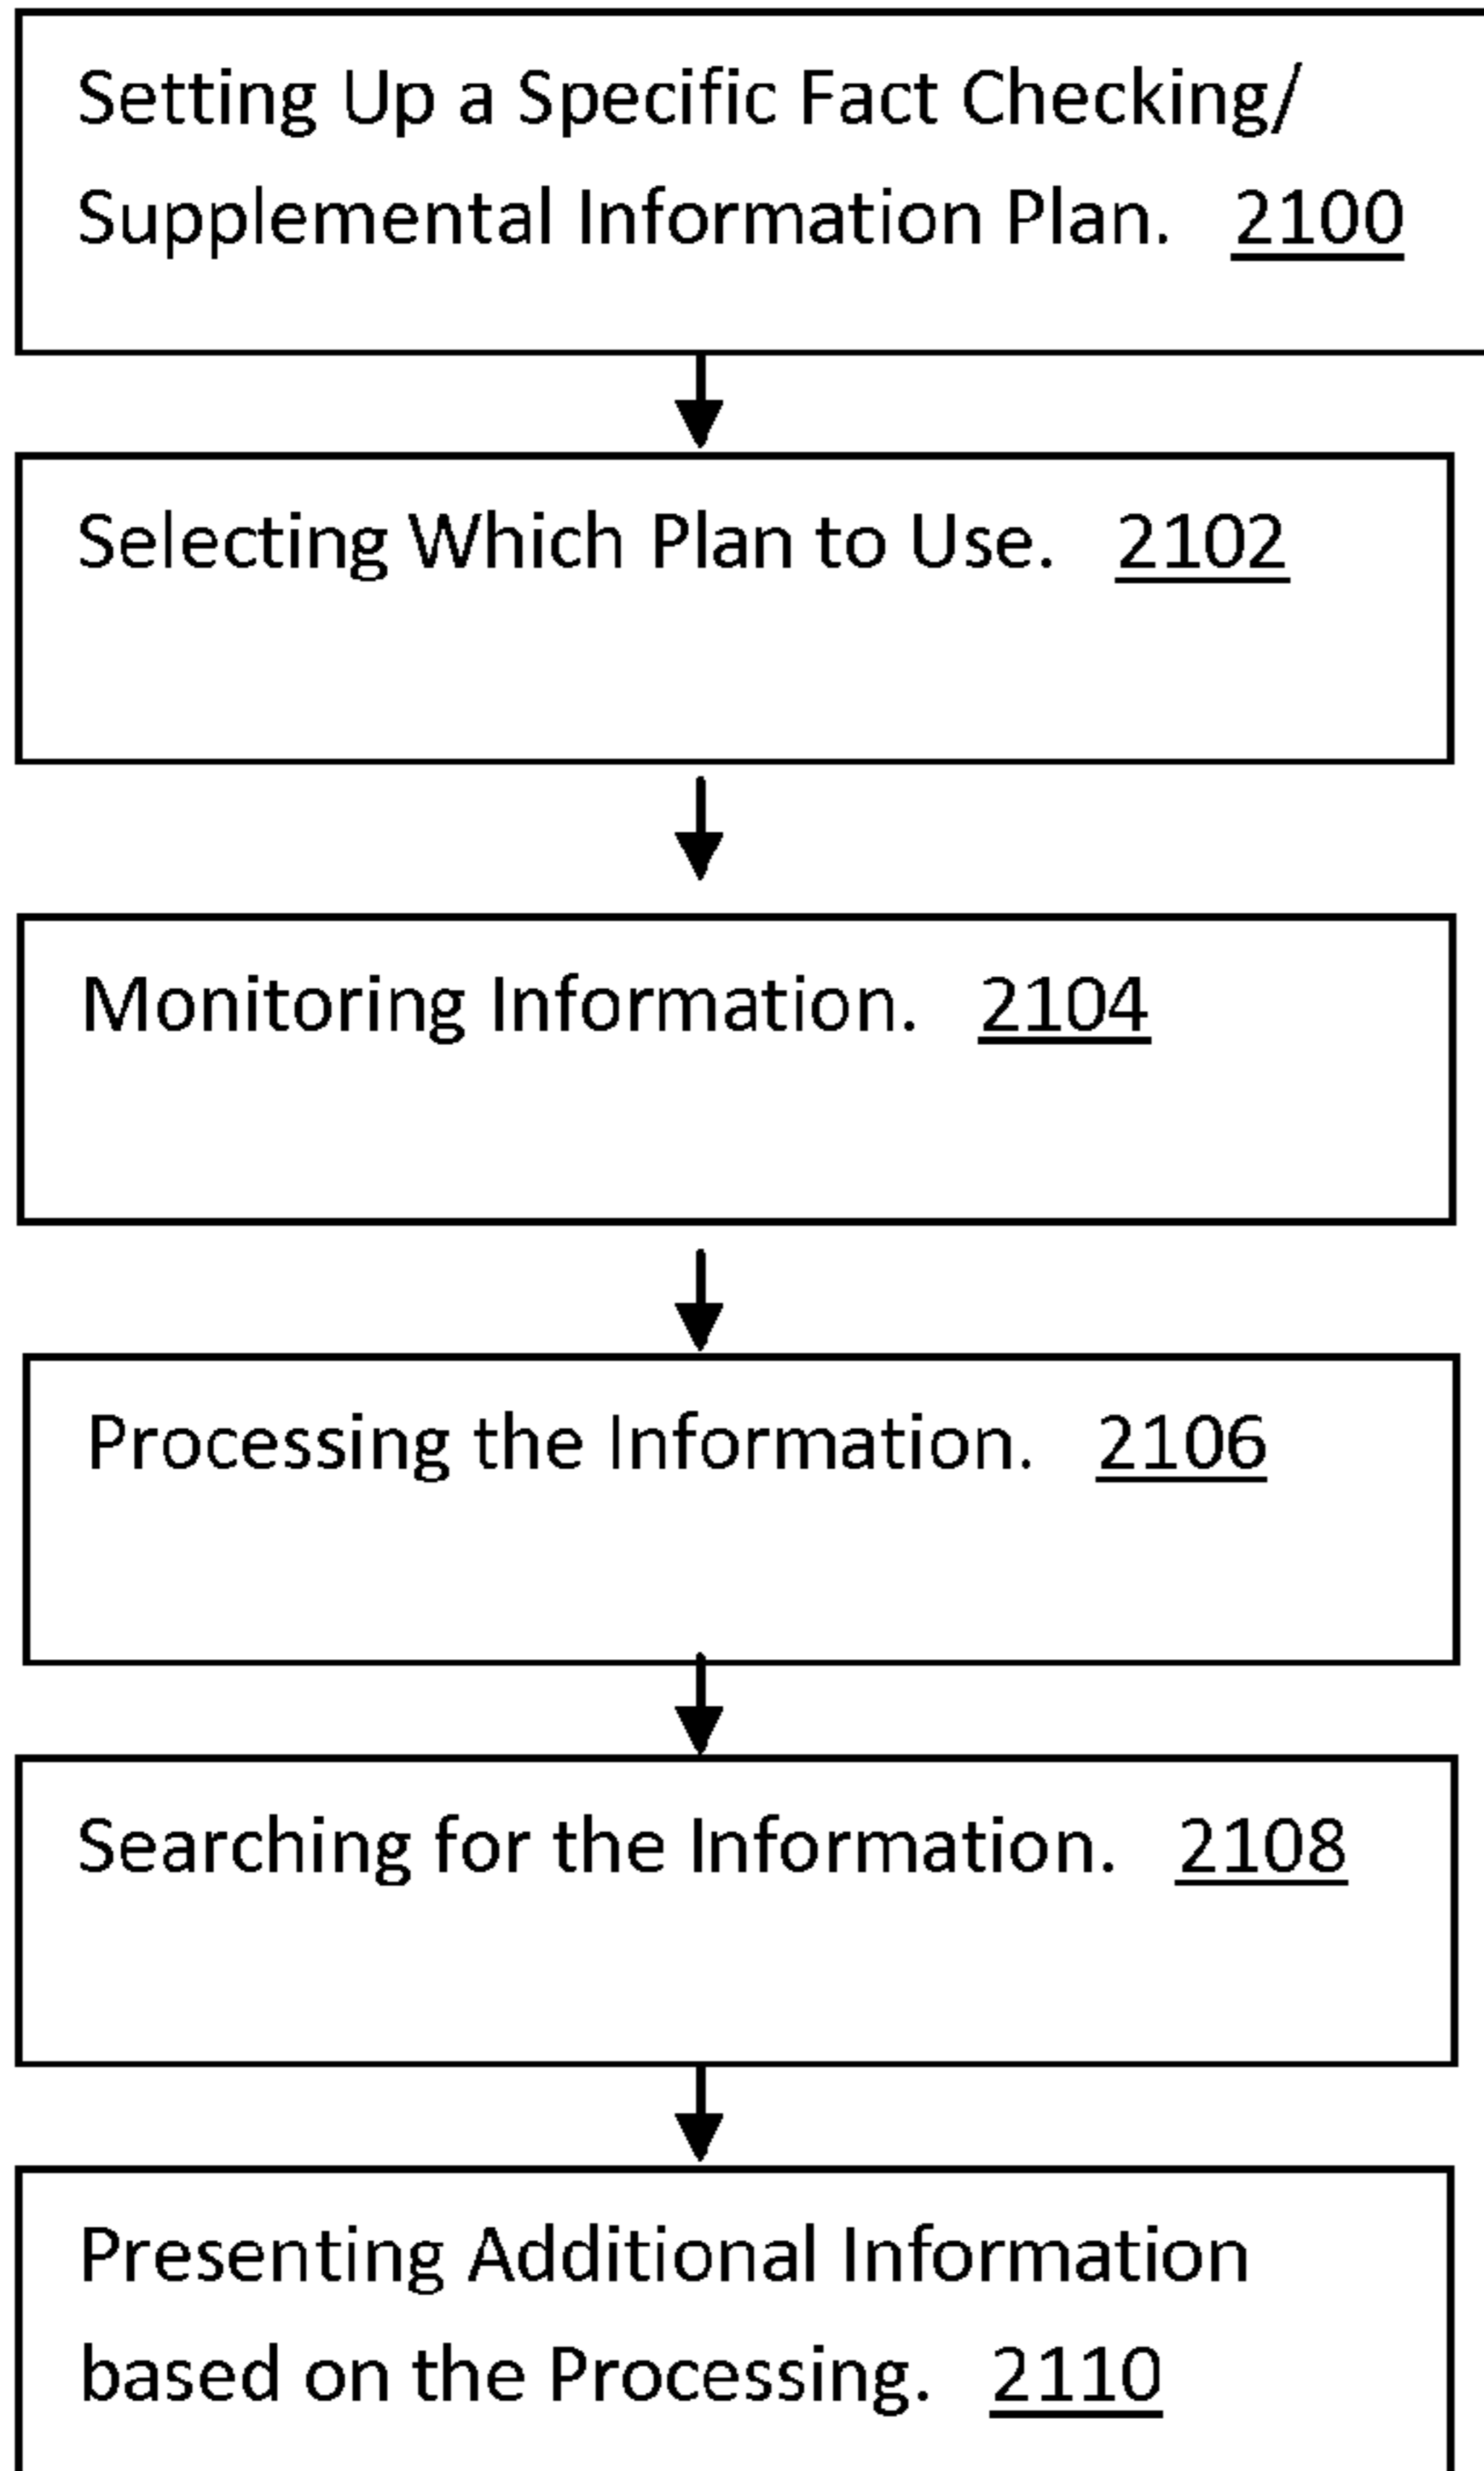 Setting Up a Specific Fact Checking/
Supplemental Information Plan. 2100
Selecting Which Plan to Use. 2102
Monitoring Information. 2104
Processing the Information. 2106
Searching for the Information. 2108
Presenting Additional Information
based on the Processing. 2110